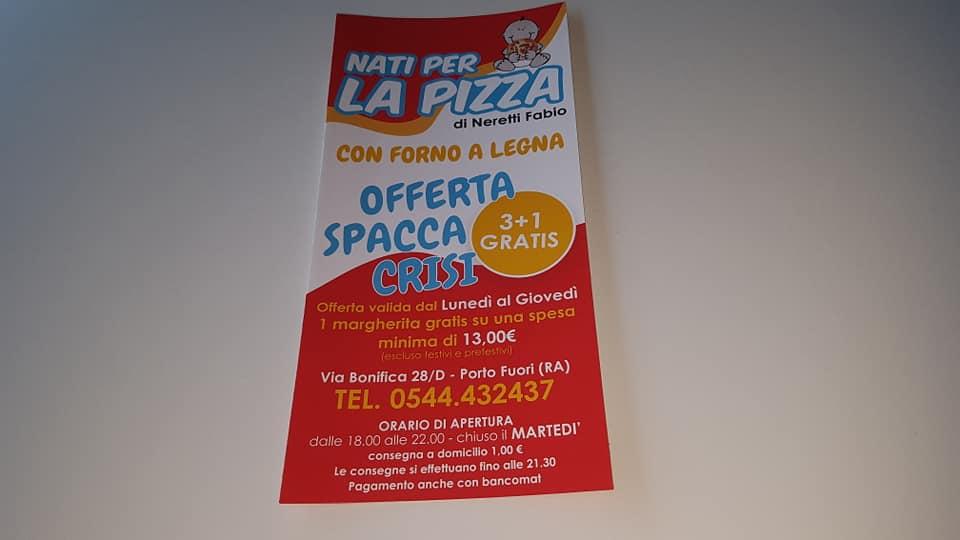 NATI PER
LA PIZZA
di Neretti Fabio
CON FORNO A LEGNA
OFFERTA
SPACCA
CRISI
3+1
GRATIS
Offerta valida dal Lunedì al Giovedì
1 margherita gratis su una spesa
minima di 13,00€
(escluso festivi e prefestivi)
Via Bonifica 28/D - Porto Fuori (RA)
TEL. 0544.432437
ORARIO DI APERTURA
dalle 18.00 alle 22.00 - chiuso il MARTEDI'
consegna a domicilio 1,00 €
Le consegne si effettuano fino alle 21.30
Pagamento anche con bancomat